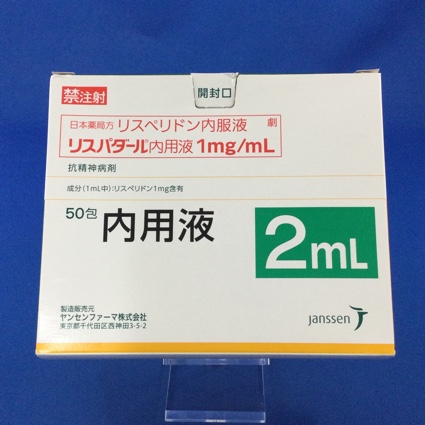 開封口
禁注射
日本薬局方 リスペリドン内服液 劇
リスパダール内用液 1mg/mL
抗精神病剤
成分(1mL中):リスペリドン1mg含有
50包 内用液
2mL
製造販売元
ヤンセンファーマ株式会社
東京都千代田区西神田3-5-2
janssen